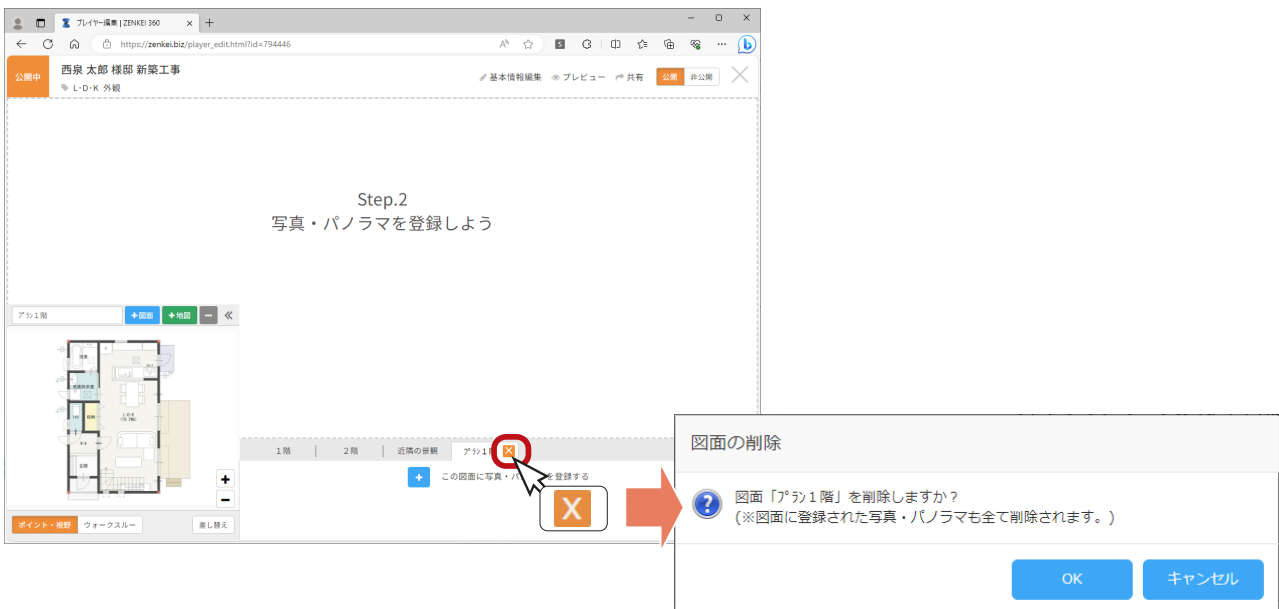 プレイヤー編集 | ZENKEI 360
https://zenkei.biz/player_edit.html?id=794446
公開中
西泉 太郎 様邸 新築工事
L・D・K 外観
基本情報編集 プレビュー 共有 公開 非公開
Step.2
写真・パノラマを登録しよう
ﾌﾟﾗﾝ1階 +図面 +地図
L・D・K
玄関
+
−
ポイント・視野 ウォークスルー 差し替え
1階 2階 近隣の景観 ﾌﾟﾗﾝ1階 X
+ この図面に写真・パ を登録する
X
図面の削除
図面「ﾌﾟﾗﾝ1階」を削除しますか?
(※図面に登録された写真・パノラマも全て削除されます。)
OK キャンセル